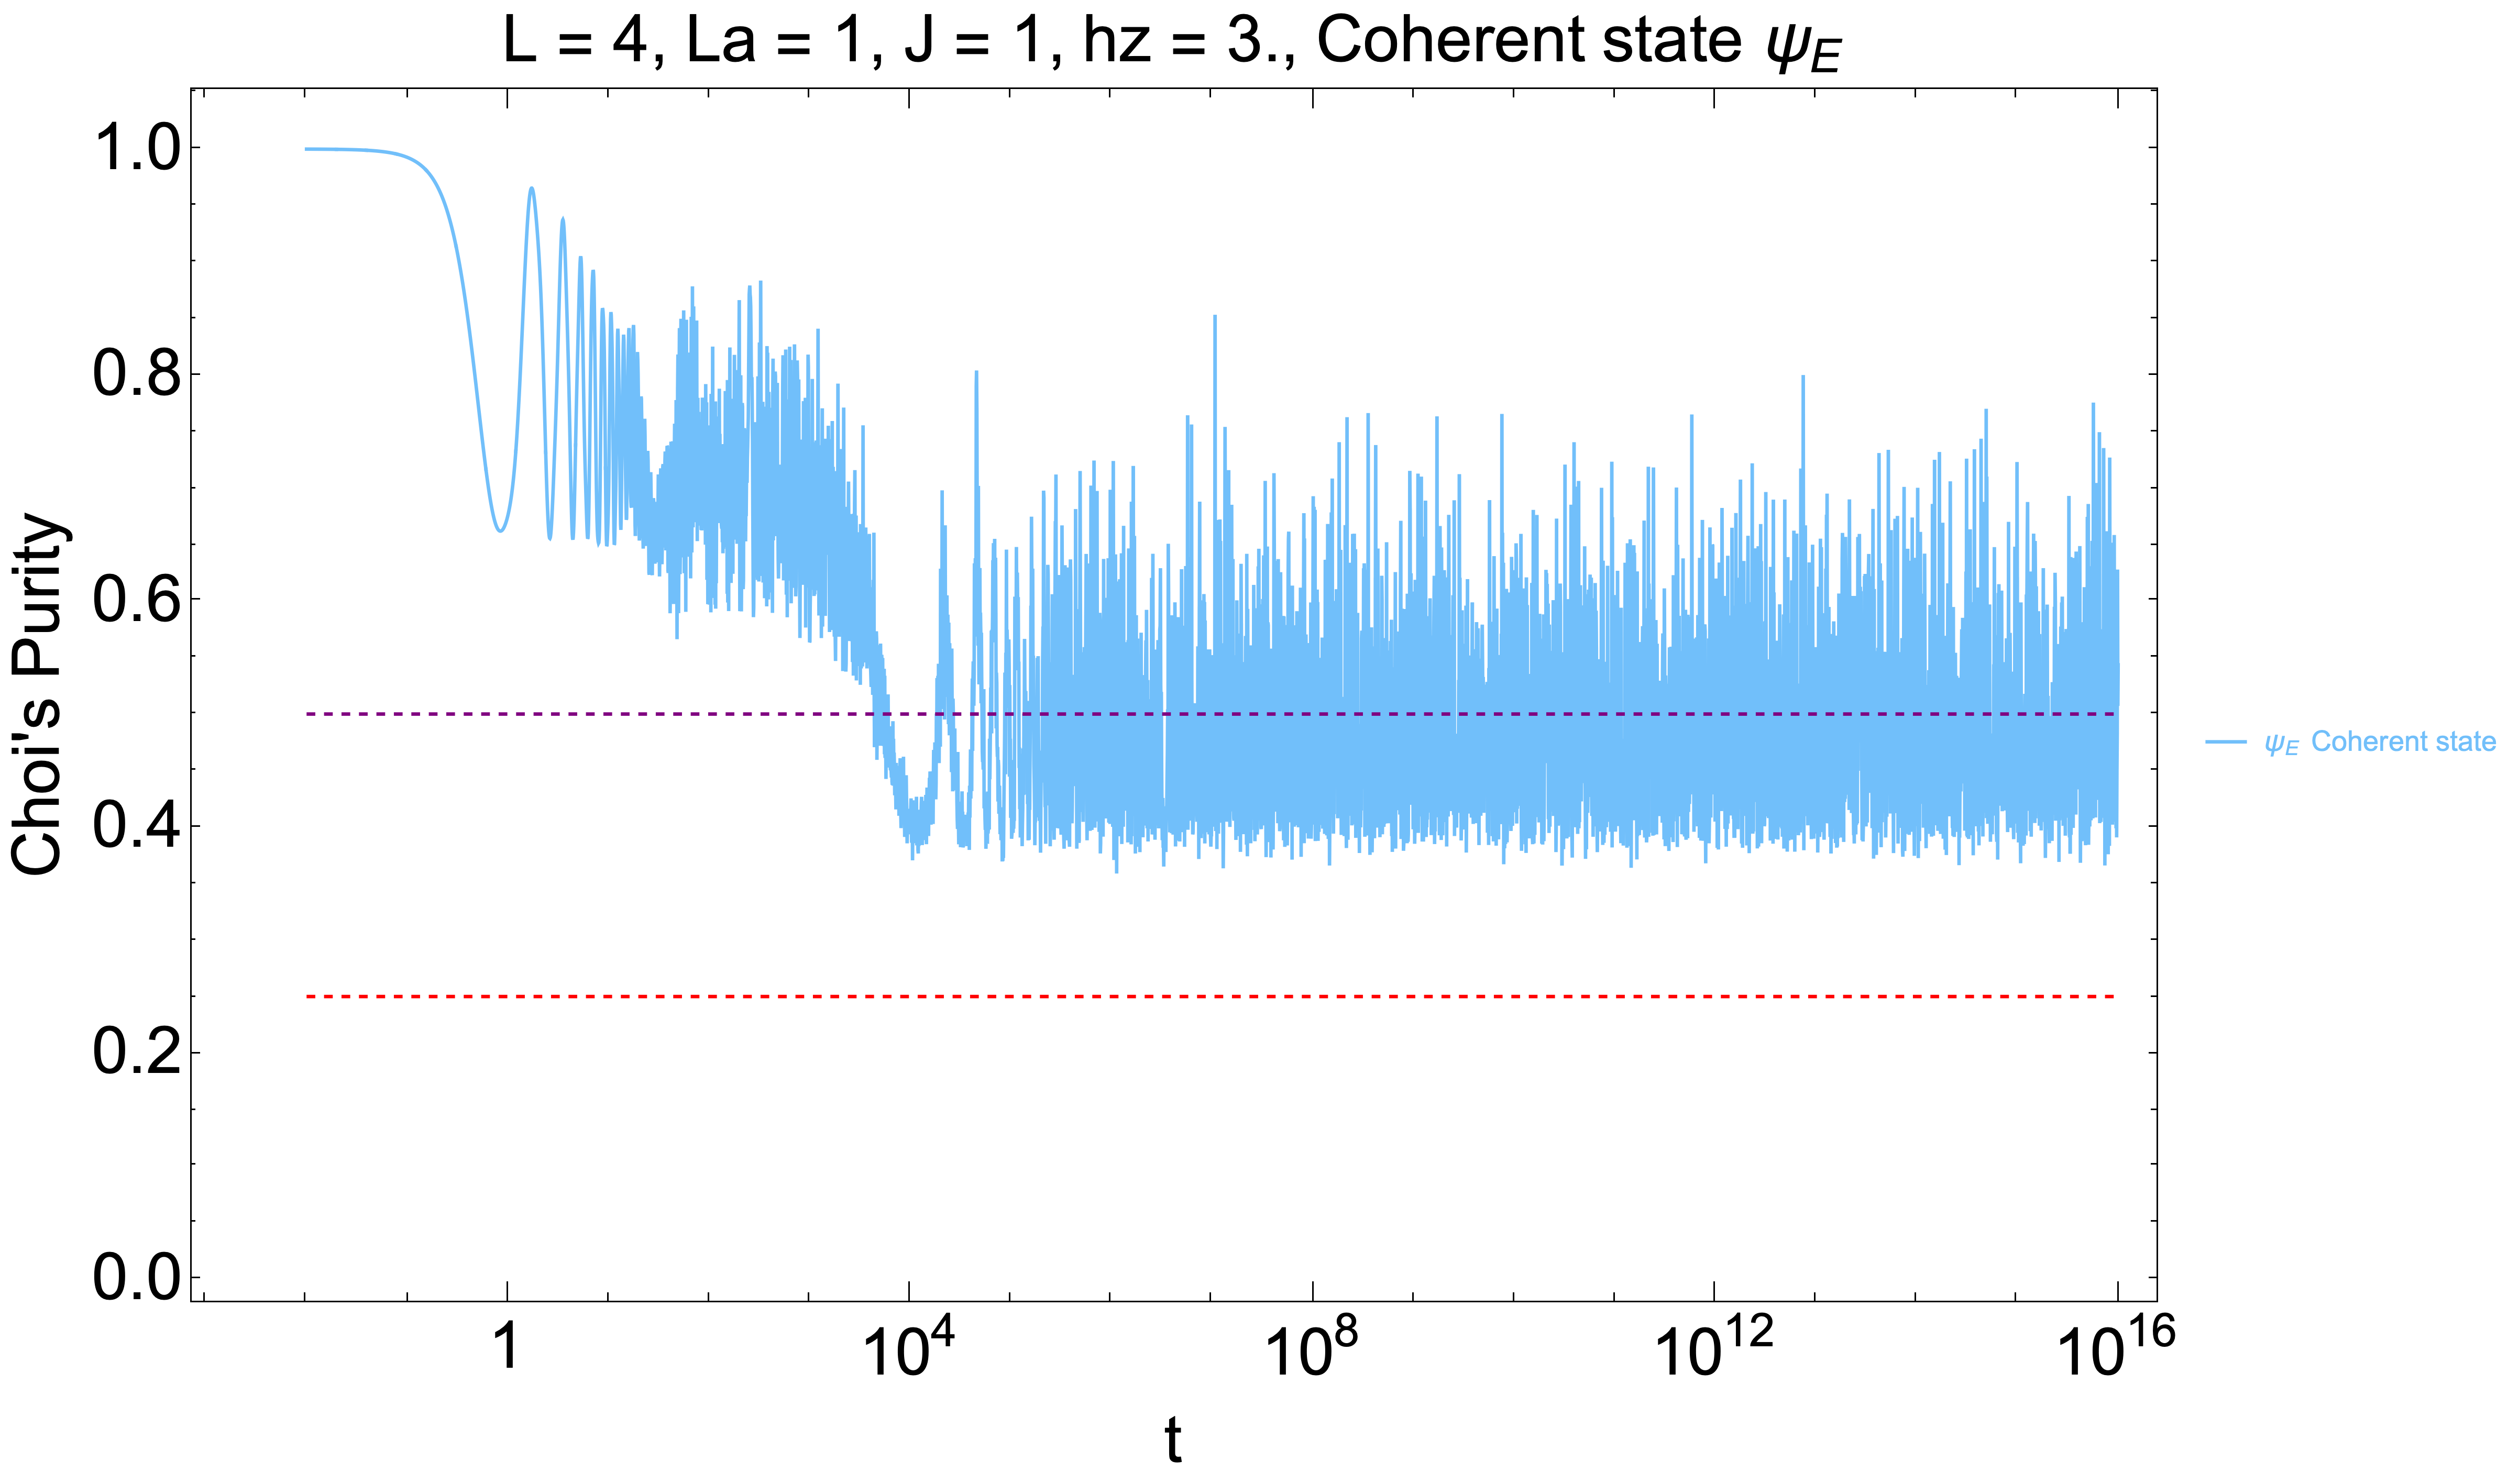 L = 4, La = 1, J = 1, hz = 3., Coherent state ψE
Choi's Purity
1.0
0.8
0.6
0.4
0.2
0.0
1
10^4
10^8
10^12
10^16
t
ψE Coherent state